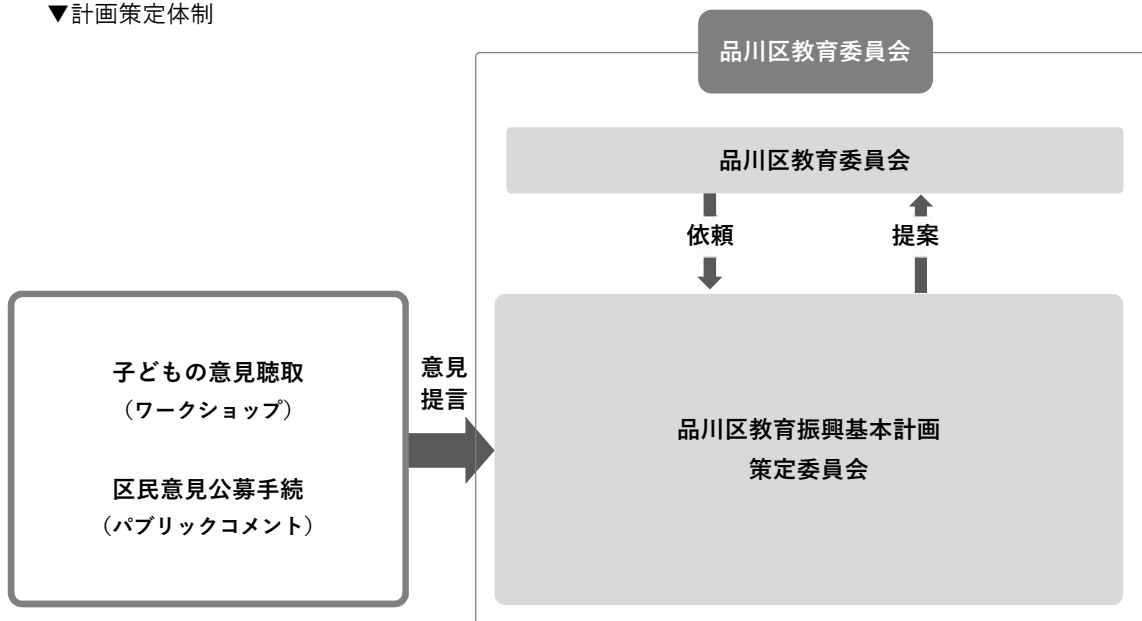 ▼計画策定体制
品川区教育委員会
品川区教育委員会
依頼
提案
子どもの意見聴取
（ワークショップ）
区民意見公募手続
（パブリックコメント）
意見
提言
品川区教育振興基本計画
策定委員会